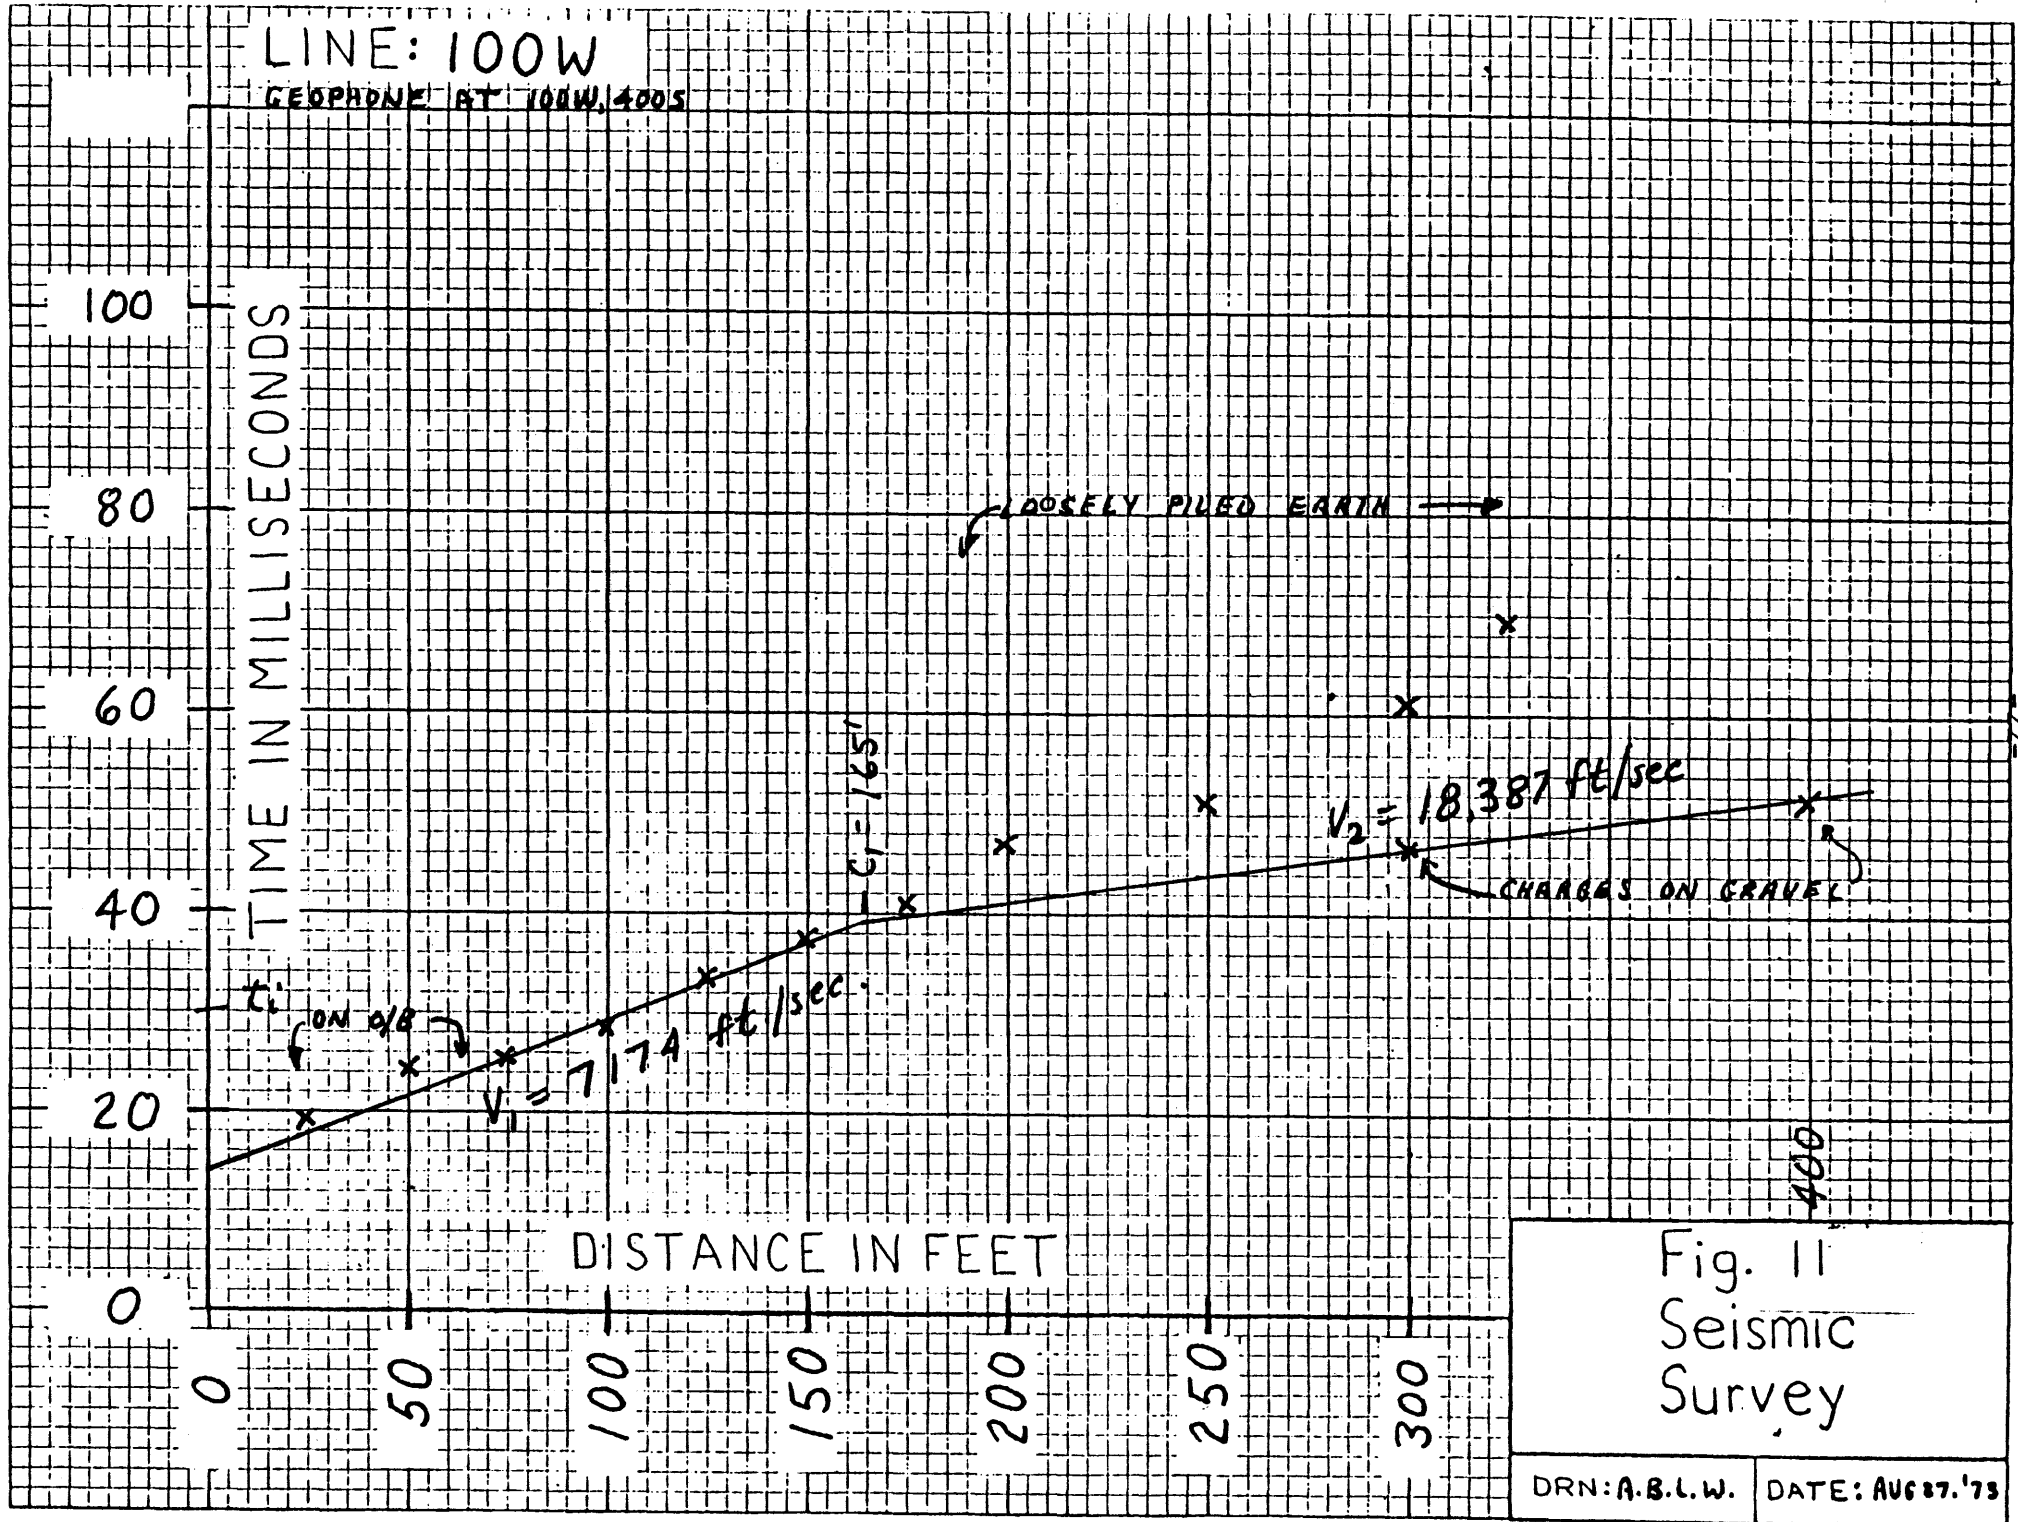 LINE: 100W
GEOPHONE AT 100W, 400S
100
80
60
40
20
0
TIME IN MILLISECONDS
LOOSELY PILED EARTH
C₁ = 165'
V₂ = 18,387 ft/sec
CHARGES ON GRAVEL
tᵢ
ON O/B
V₁ = 7174 ft/sec.
DISTANCE IN FEET
0
50
100
150
200
250
300
400
Fig. 11
Seismic
Survey
DRN: A.B.L.W.
DATE: AUG 27. '73